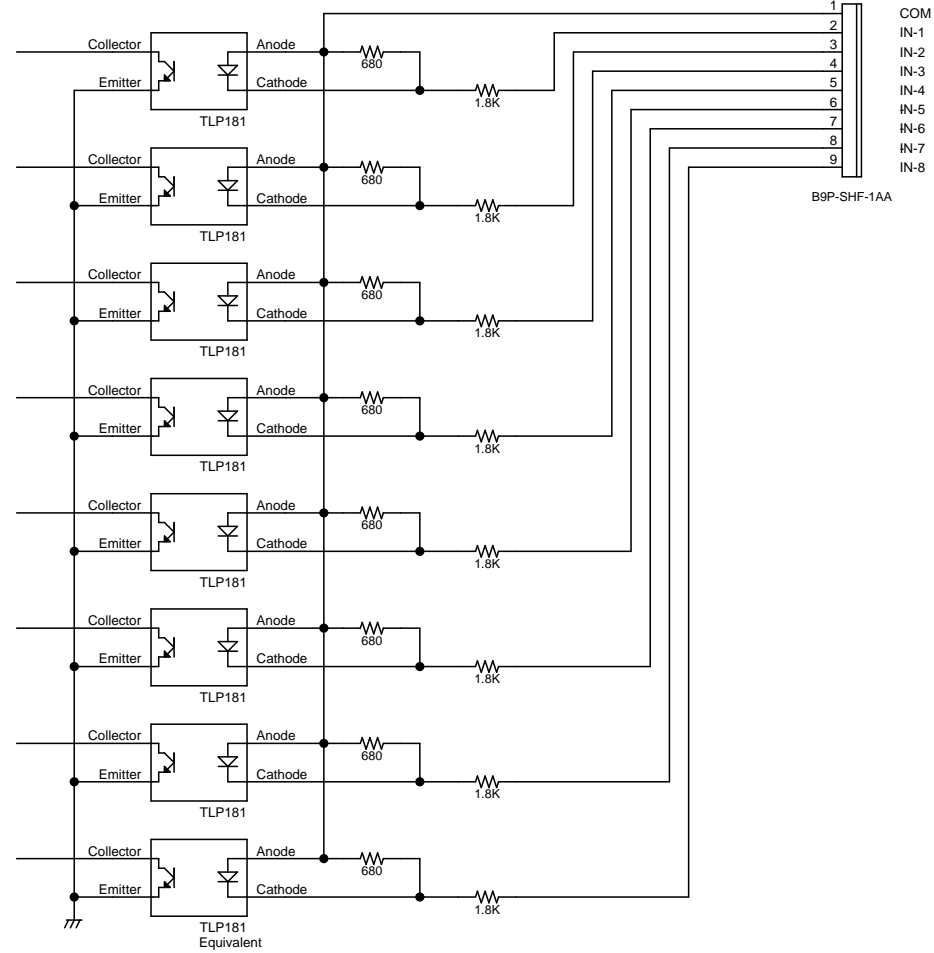 1 COM
2 IN-1
3 IN-2
4 IN-3
5 IN-4
6 IN-5
7 IN-6
8 IN-7
9 IN-8
B9P-SHF-1AA
Collector Anode
680
Emitter Cathode
1.8K
TLP181
Collector Anode
680
Emitter Cathode
1.8K
TLP181
Collector Anode
680
Emitter Cathode
1.8K
TLP181
Collector Anode
680
Emitter Cathode
1.8K
TLP181
Collector Anode
680
Emitter Cathode
1.8K
TLP181
Collector Anode
680
Emitter Cathode
1.8K
TLP181
Collector Anode
680
Emitter Cathode
1.8K
TLP181
Collector Anode
680
Emitter Cathode
1.8K
TLP181
Equivalent